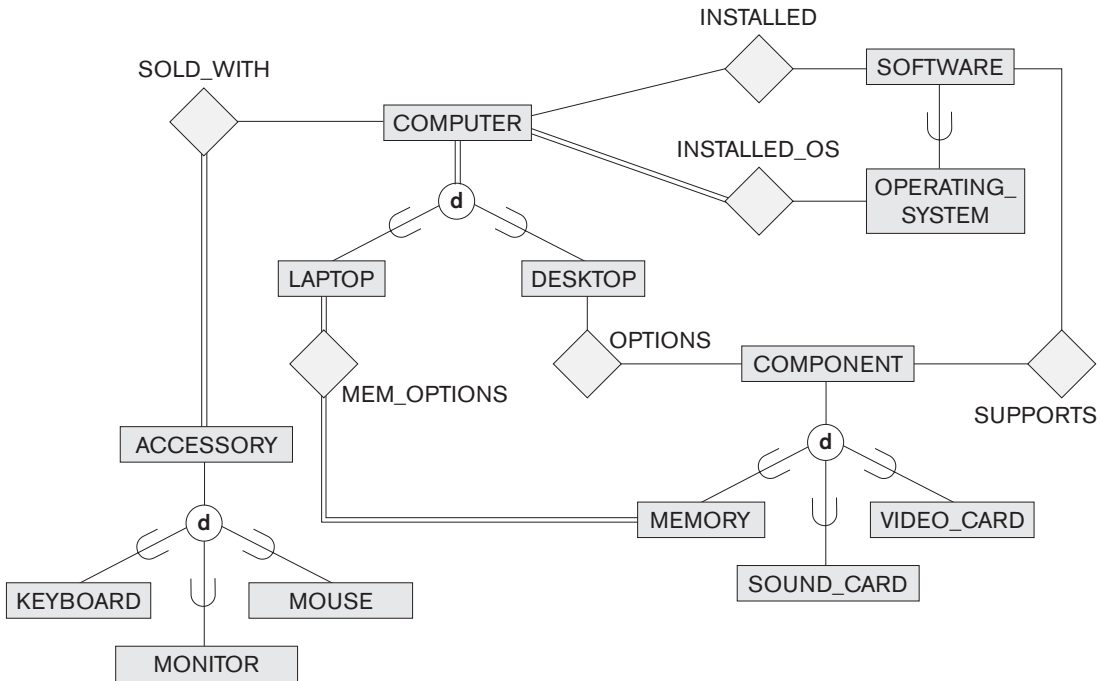 INSTALLED
SOLD_WITH
SOFTWARE
COMPUTER
INSTALLED_OS
OPERATING_
SYSTEM
d
LAPTOP
DESKTOP
OPTIONS
COMPONENT
MEM_OPTIONS
SUPPORTS
ACCESSORY
d
MEMORY
VIDEO_CARD
d
SOUND_CARD
KEYBOARD
MOUSE
MONITOR